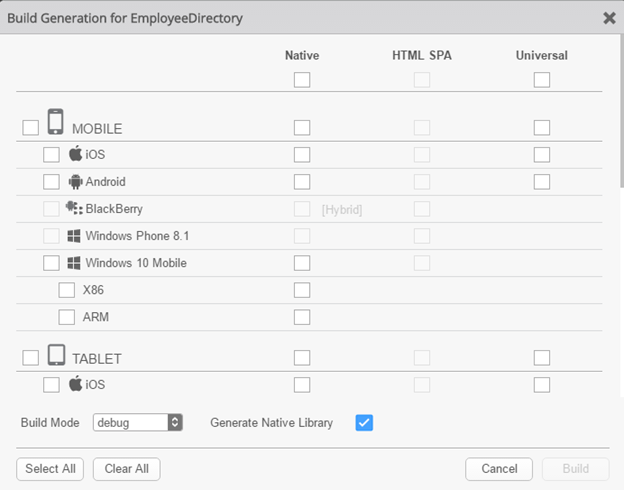 Build Generation for EmployeeDirectory
Native HTML SPA Universal
MOBILE
iOS
Android
BlackBerry [Hybrid]
Windows Phone 8.1
Windows 10 Mobile
X86
ARM
TABLET
iOS
Build Mode debug Generate Native Library
Select All Clear All Cancel Build